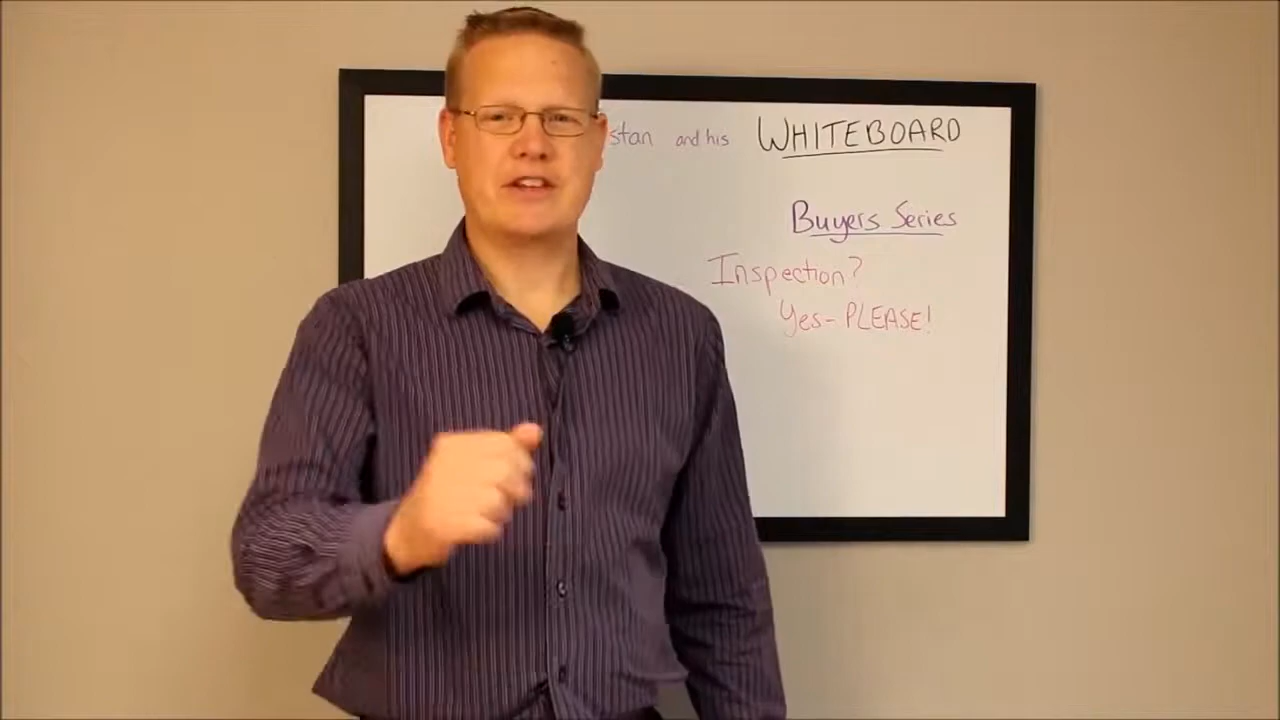 stan and his WHITEBOARD
Buyers Series
Inspection?
Yes- PLEASE!